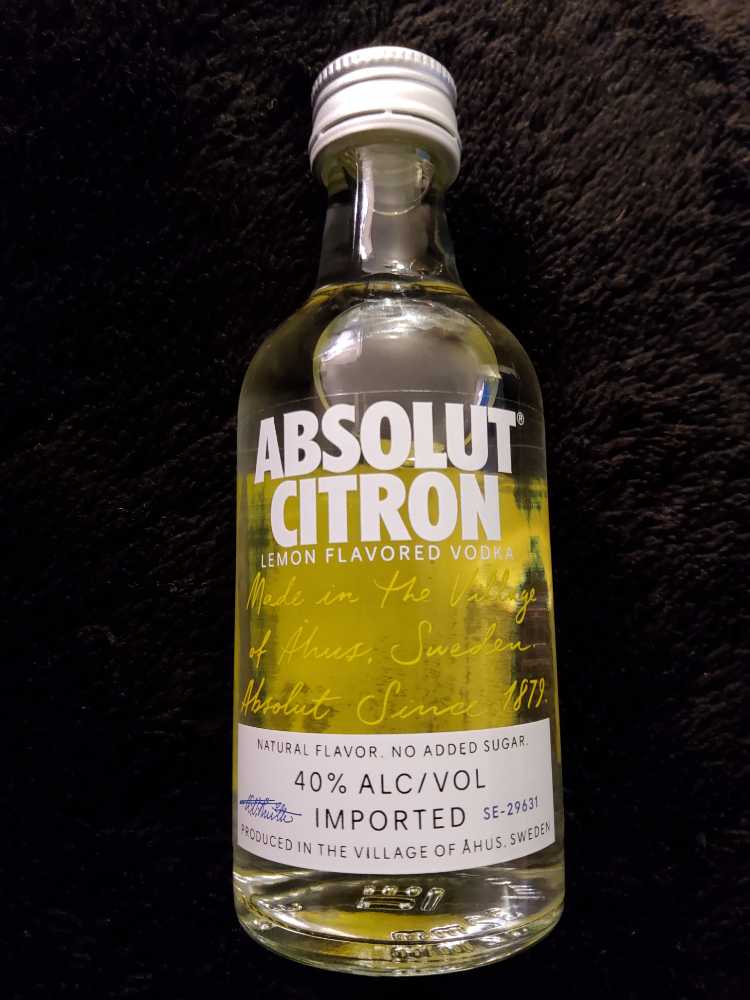 ABSOLUT®
CITRON
LEMON FLAVORED VODKA
Made in the Village
of Åhus, Sweden.
Absolut Since 1879.
NATURAL FLAVOR. NO ADDED SUGAR.
40% ALC/VOL
IMPORTED SE-29631
PRODUCED IN THE VILLAGE OF ÅHUS, SWEDEN